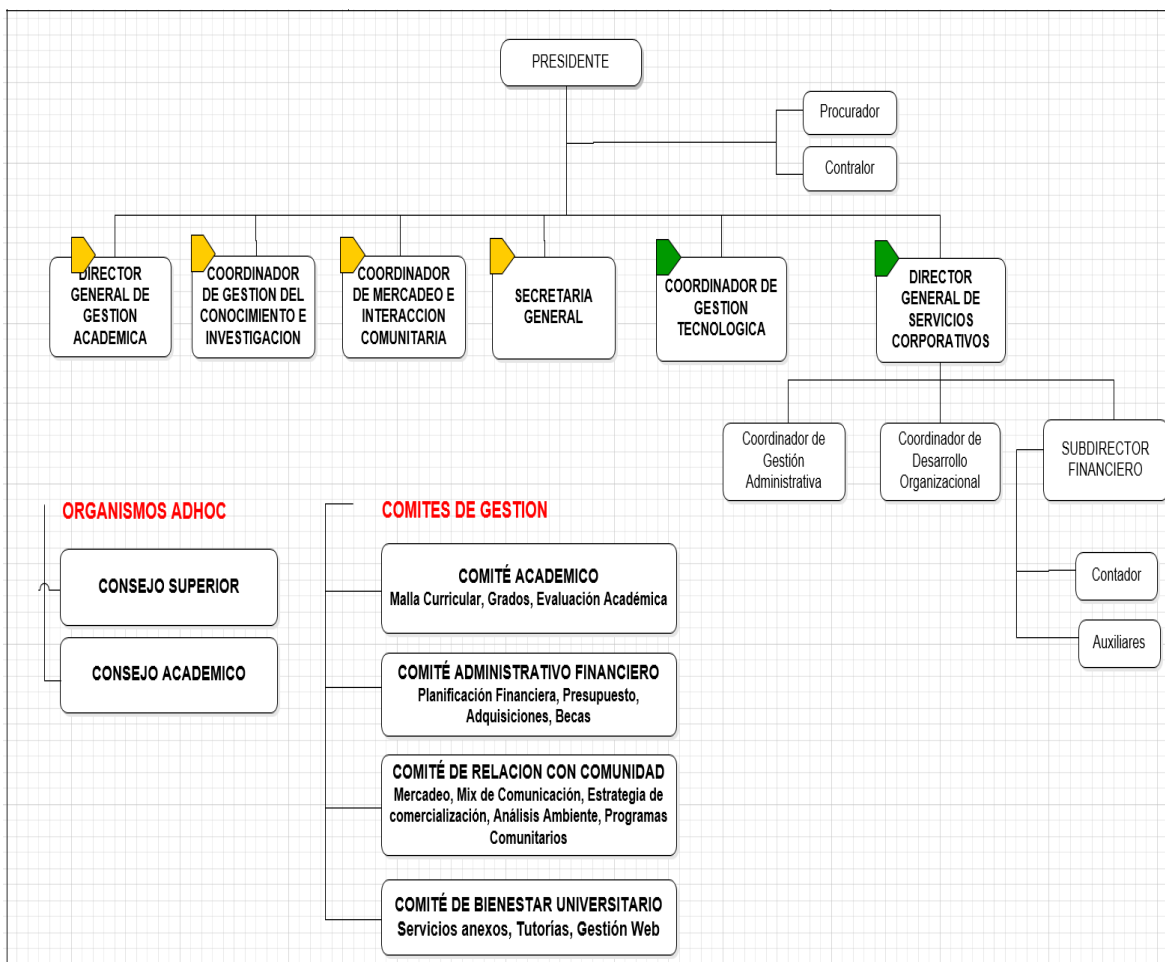 PRESIDENTE
Procurador
Contralor
DIRECTOR
GENERAL DE
GESTION
ACADEMICA
COORDINADOR
DE GESTION DEL
CONOCIMIENTO E
INVESTIGACION
COORDINADOR
DE MERCADEO E
INTERACCION
COMUNITARIA
SECRETARIA
GENERAL
COORDINADOR DE
GESTION
TECNOLOGICA
DIRECTOR
GENERAL DE
SERVICIOS
CORPORATIVOS
Coordinador de
Gestión
Administrativa
Coordinador de
Desarrollo
Organizacional
SUBDIRECTOR
FINANCIERO
Contador
Auxiliares
ORGANISMOS ADHOC
CONSEJO SUPERIOR
CONSEJO ACADEMICO
COMITES DE GESTION
COMITÉ ACADEMICO
Malla Curricular, Grados, Evaluación Académica
COMITÉ ADMINISTRATIVO FINANCIERO
Planificación Financiera, Presupuesto,
Adquisiciones, Becas
COMITÉ DE RELACION CON COMUNIDAD
Mercadeo, Mix de Comunicación, Estrategia de
comercialización, Análisis Ambiente, Programas
Comunitarios
COMITÉ DE BIENESTAR UNIVERSITARIO
Servicios anexos, Tutorías, Gestión Web